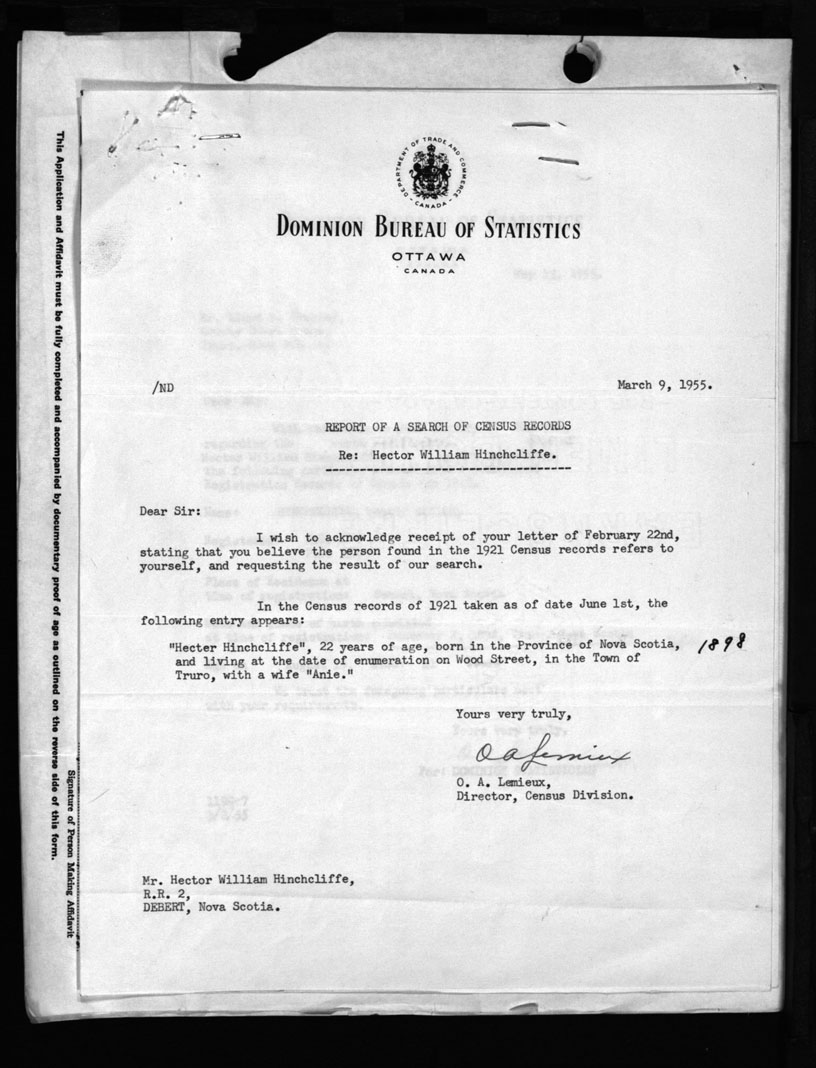 DEPARTMENT OF TRADE AND COMMERCE
- CANADA -
DOMINION BUREAU OF STATISTICS
OTTAWA
CANADA
/ND
March 9, 1955.
REPORT OF A SEARCH OF CENSUS RECORDS
Re: Hector William Hinchcliffe.
Dear Sir:
I wish to acknowledge receipt of your letter of February 22nd,
stating that you believe the person found in the 1921 Census records refers to
yourself, and requesting the result of our search.
In the Census records of 1921 taken as of date June 1st, the
following entry appears:
"Hecter Hinchcliffe", 22 years of age, born in the Province of Nova Scotia,
1898
and living at the date of enumeration on Wood Street, in the Town of
Truro, with a wife "Anie."
Yours very truly,
O A Lemieux
O. A. Lemieux,
Director, Census Division.
Mr. Hector William Hinchcliffe,
R.R. 2,
DEBERT, Nova Scotia.
This Application and Affidavit must be fully completed and accompanied by documentary proof of age as outlined on the reverse side of this form.
Signature of Person Making Affidavit